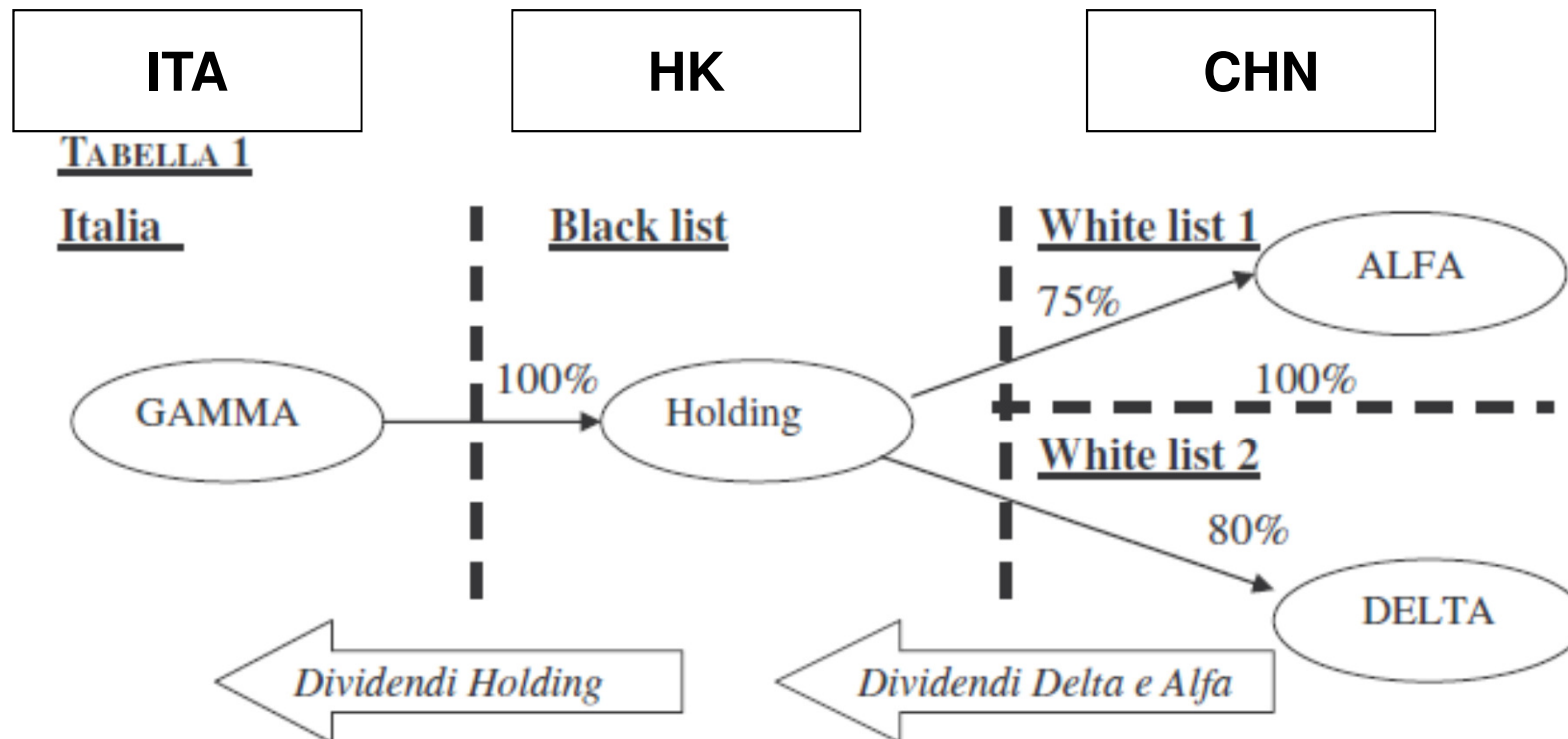 ITA
HK
CHN
TABELLA 1
Italia
Black list
White list 1
ALFA
75%
100%
100%
GAMMA
Holding
White list 2
80%
DELTA
Dividendi Holding
Dividendi Delta e Alfa